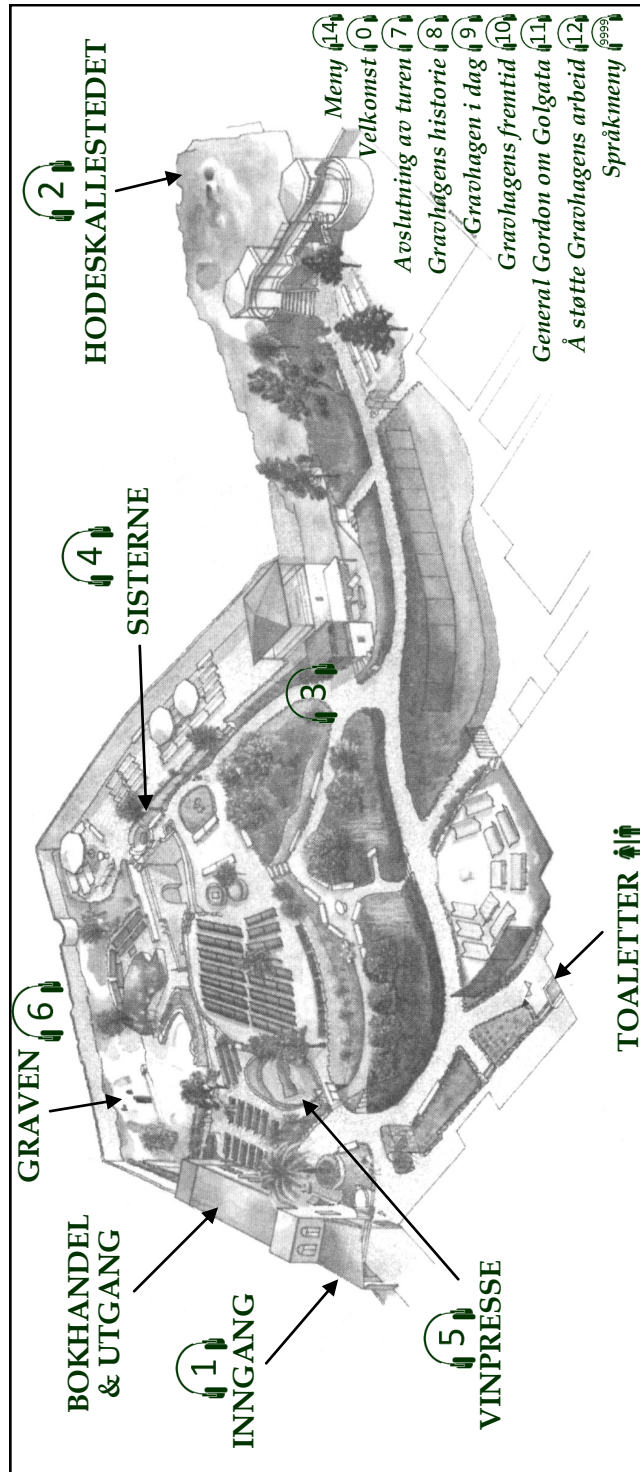 BOKHANDEL
& UTGANG
GRAVEN
6
4
SISTERNE
2
HODESKALLESTEDET
1
INNGANG
3
5
VINPRESSE
TOALETTER
Meny 14
Velkomst 0
Avslutning av turen 7
Gravhagens historie 8
Gravhagen i dag 9
Gravhagens fremtid 10
General Gordon om Golgata 11
Å støtte Gravhagens arbeid 12
Språkmeny 9999